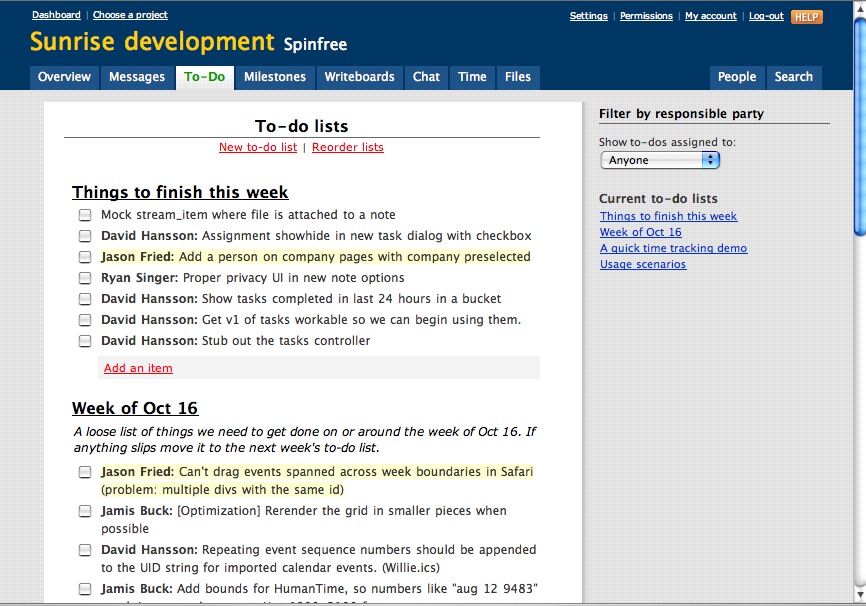 Dashboard | Choose a project
Settings | Permissions | My account | Log-out HELP
Sunrise development Spinfree
Overview Messages To-Do Milestones Writeboards Chat Time Files People Search
To-do lists
New to-do list | Reorder lists
Things to finish this week
Mock stream_item where file is attached to a note
David Hansson: Assignment showhide in new task dialog with checkbox
Jason Fried: Add a person on company pages with company preselected
Ryan Singer: Proper privacy UI in new note options
David Hansson: Show tasks completed in last 24 hours in a bucket
David Hansson: Get v1 of tasks workable so we can begin using them.
David Hansson: Stub out the tasks controller
Add an item
Week of Oct 16
A loose list of things we need to get done on or around the week of Oct 16. If
anything slips move it to the next week's to-do list.
Jason Fried: Can't drag events spanned across week boundaries in Safari
(problem: multiple divs with the same id)
Jamis Buck: [Optimization] Rerender the grid in smaller pieces when
possible
David Hansson: Repeating event sequence numbers should be appended
to the UID string for imported calendar events. (Willie.ics)
Jamis Buck: Add bounds for HumanTime, so numbers like "aug 12 9483"
Filter by responsible party
Show to-dos assigned to:
Anyone
Current to-do lists
Things to finish this week
Week of Oct 16
A quick time tracking demo
Usage scenarios